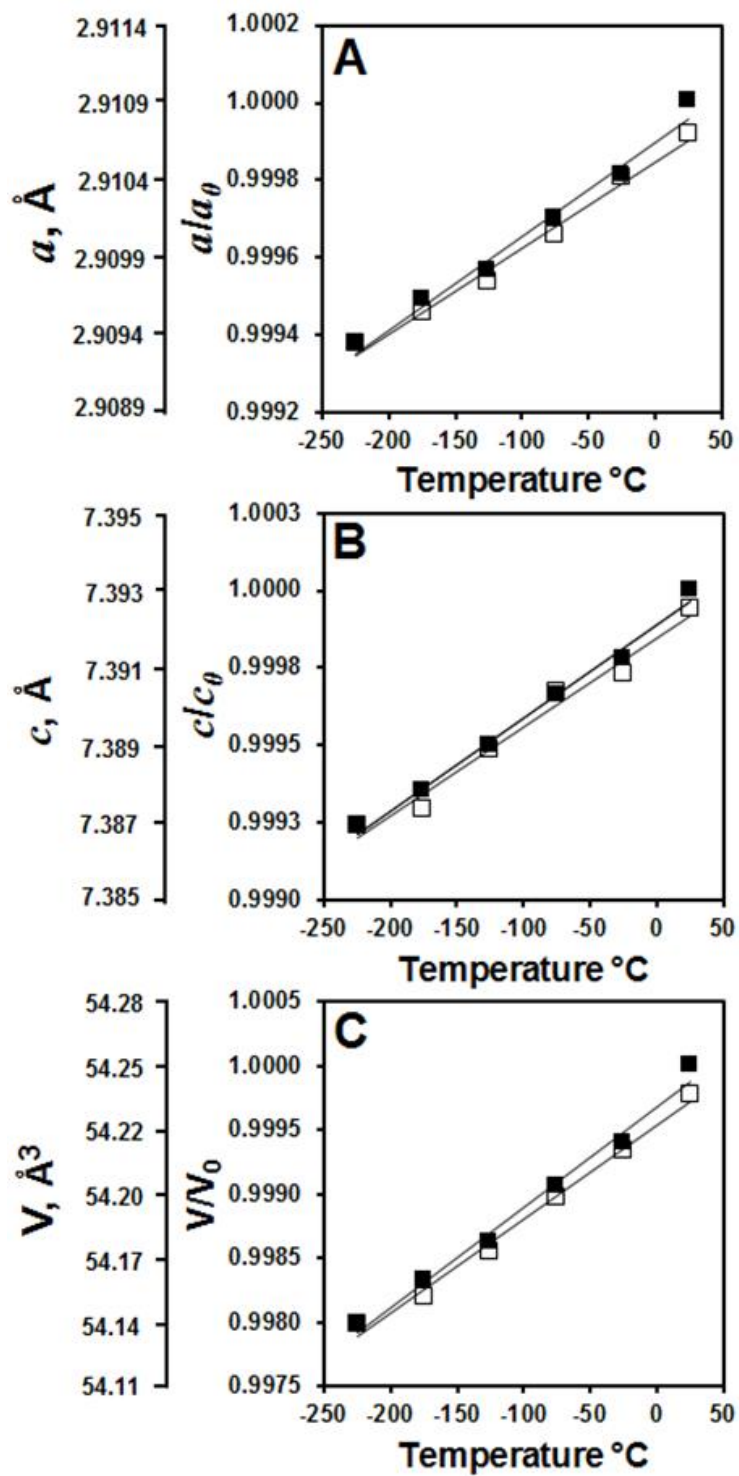 2.9114
2.9109
2.9104
2.9099
2.9094
2.9089
a, Å
1.0002
1.0000
0.9998
0.9996
0.9994
0.9992
a/a0
A
-250 -200 -150 -100 -50 0 50
Temperature °C
7.395
7.393
7.391
7.389
7.387
7.385
c, Å
1.0003
1.0000
0.9998
0.9995
0.9993
0.9990
c/c0
B
-250 -200 -150 -100 -50 0 50
Temperature °C
54.28
54.25
54.22
54.20
54.17
54.14
54.11
V, Å3
1.0005
1.0000
0.9995
0.9990
0.9985
0.9980
0.9975
V/V0
C
-250 -200 -150 -100 -50 0 50
Temperature °C